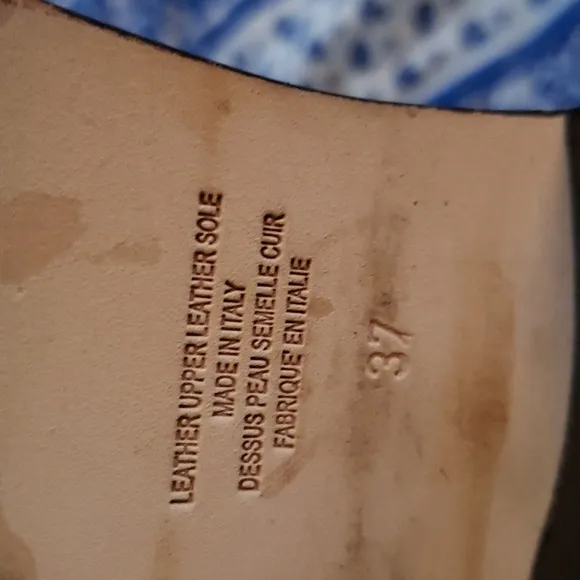 LEATHER UPPER LEATHER SOLE
MADE IN ITALY
DESSUS PEAU SEMELLE CUIR
FABRIQUE' EN ITALIE
37